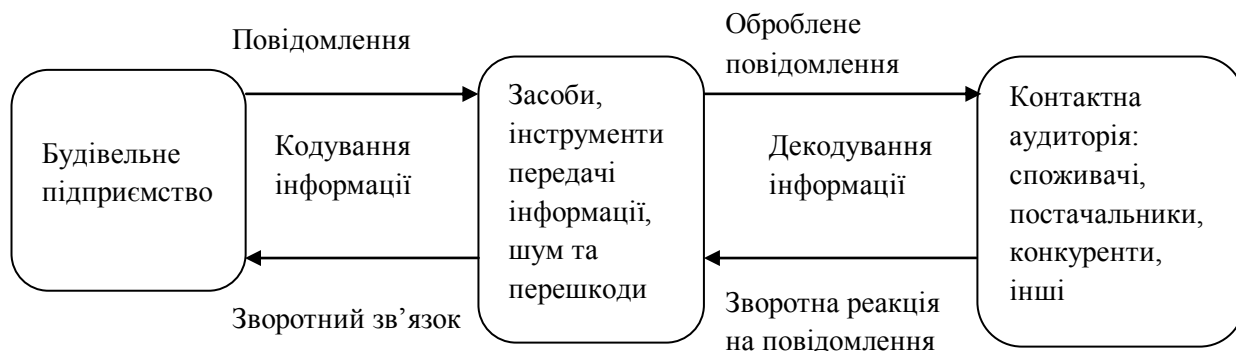 Повідомлення
Оброблене
повідомлення
Будівельне
підприємство
Кодування
інформації
Засоби,
інструменти
передачі
інформації,
шум та
перешкоди
Декодування
інформації
Контактна
аудиторія:
споживачі,
постачальники,
конкуренти,
інші
Зворотний зв’язок
Зворотна реакція
на повідомлення